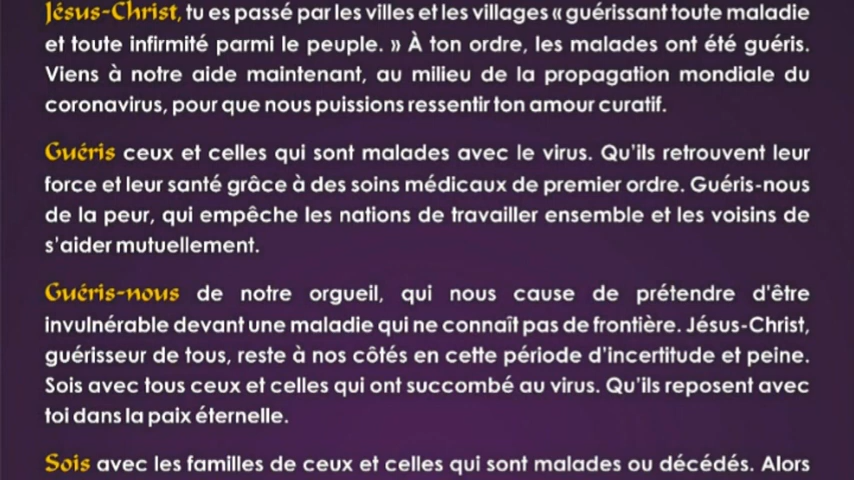 Jésus-Christ, tu es passé par les villes et les villages « guérissant toute maladie
et toute infirmité parmi le peuple. » À ton ordre, les malades ont été guéris.
Viens à notre aide maintenant, au milieu de la propagation mondiale du
coronavirus, pour que nous puissions ressentir ton amour curatif.
Guéris ceux et celles qui sont malades avec le virus. Qu'ils retrouvent leur
force et leur santé grâce à des soins médicaux de premier ordre. Guéris-nous
de la peur, qui empêche les nations de travailler ensemble et les voisins de
s'aider mutuellement.
Guéris-nous de notre orgueil, qui nous cause de prétendre d'être
invulnérable devant une maladie qui ne connaît pas de frontière. Jésus-Christ,
guérisseur de tous, reste à nos côtés en cette période d'incertitude et peine.
Sois avec tous ceux et celles qui ont succombé au virus. Qu'ils reposent avec
toi dans la paix éternelle.
Sois avec les familles de ceux et celles qui sont malades ou décédés. Alors